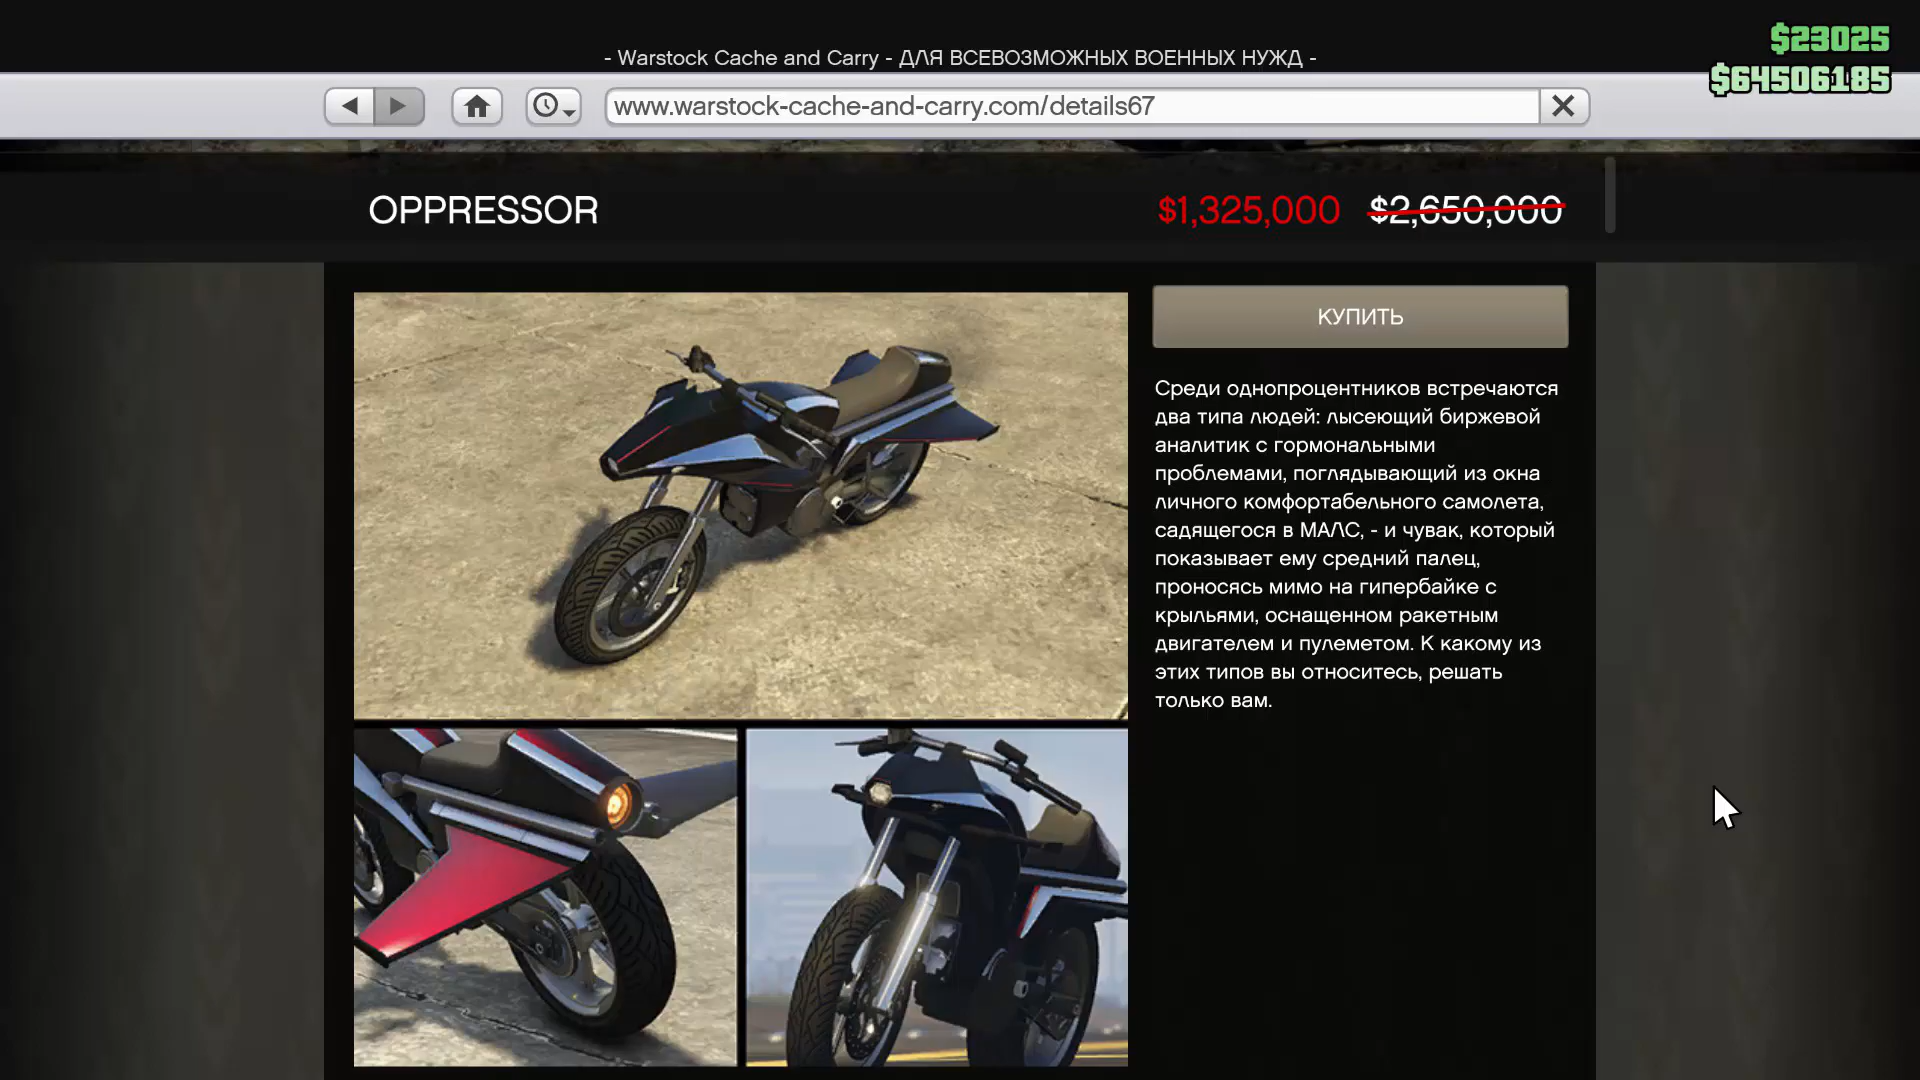 $23025
- Warstock Cache and Carry - ДЛЯ ВСЕВОЗМОЖНЫХ ВОЕННЫХ НУЖД -
$64506185
www.warstock-cache-and-carry.com/details67
OPPRESSOR
$1,325,000 $2,650,000
КУПИТЬ
Среди однопроцентников встречаются
два типа людей: лысеющий биржевой
аналитик с гормональными
проблемами, поглядывающий из окна
личного комфортабельного самолета,
садящегося в МАЛС, - и чувак, который
показывает ему средний палец,
проносясь мимо на гипербайке с
крыльями, оснащенном ракетным
двигателем и пулеметом. К какому из
этих типов вы относитесь, решать
только вам.